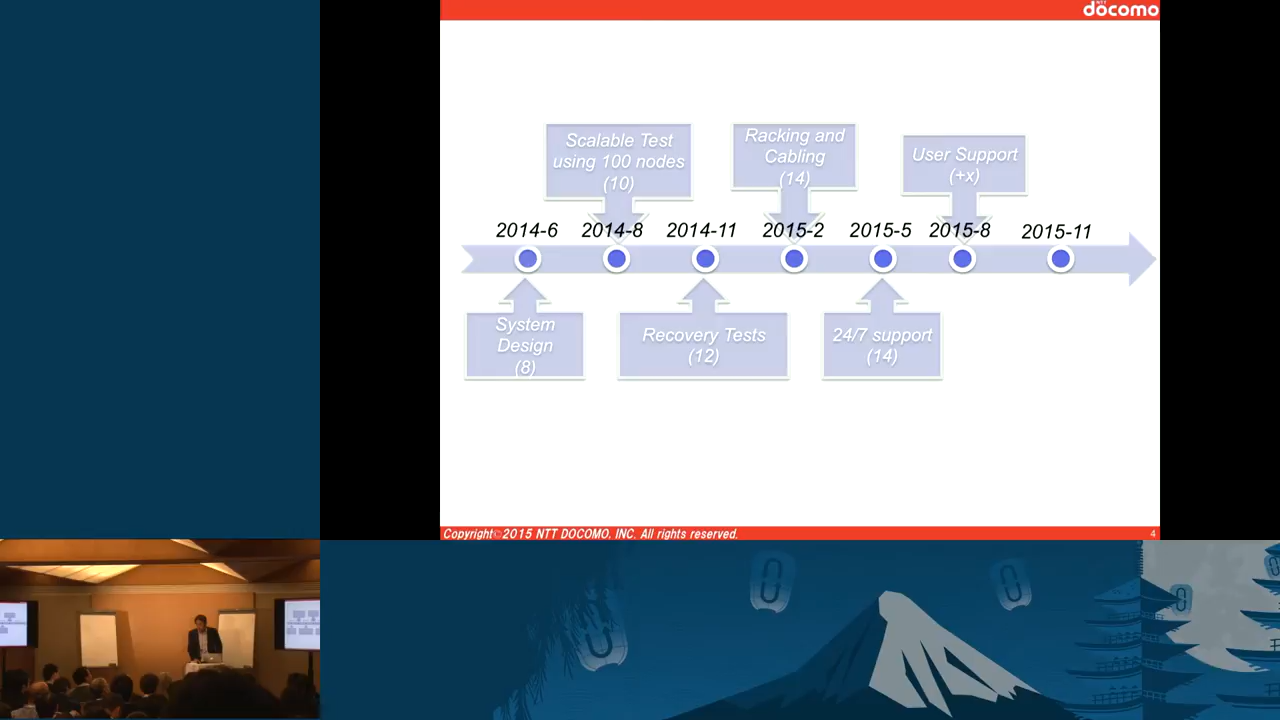 NTT
docomo
Scalable Test
using 100 nodes
(10)
Racking and
Cabling
(14)
User Support
(+x)
2014-6
2014-8
2014-11
2015-2
2015-5
2015-8
2015-11
System
Design
(8)
Recovery Tests
(12)
24/7 support
(14)
Copyright©2015 NTT DOCOMO, INC. All rights reserved.
4